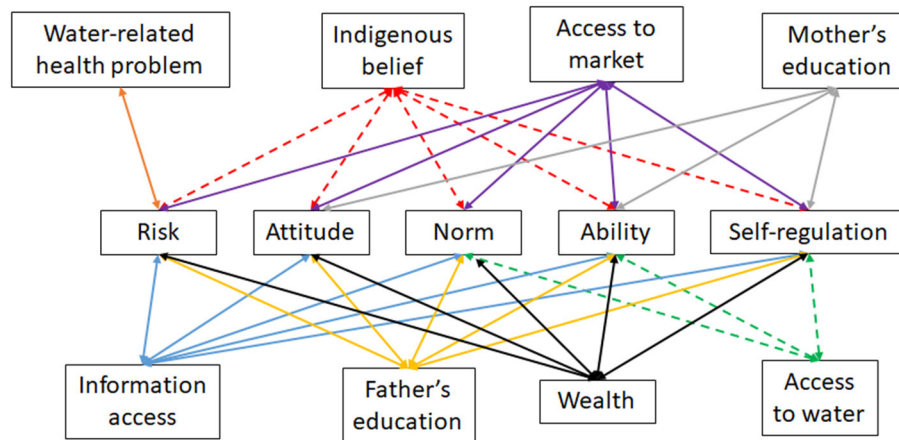 Water-related
health problem
Indigenous
belief
Access to
market
Mother's
education
Risk
Attitude
Norm
Ability
Self-regulation
Information
access
Father's
education
Wealth
Access
to water